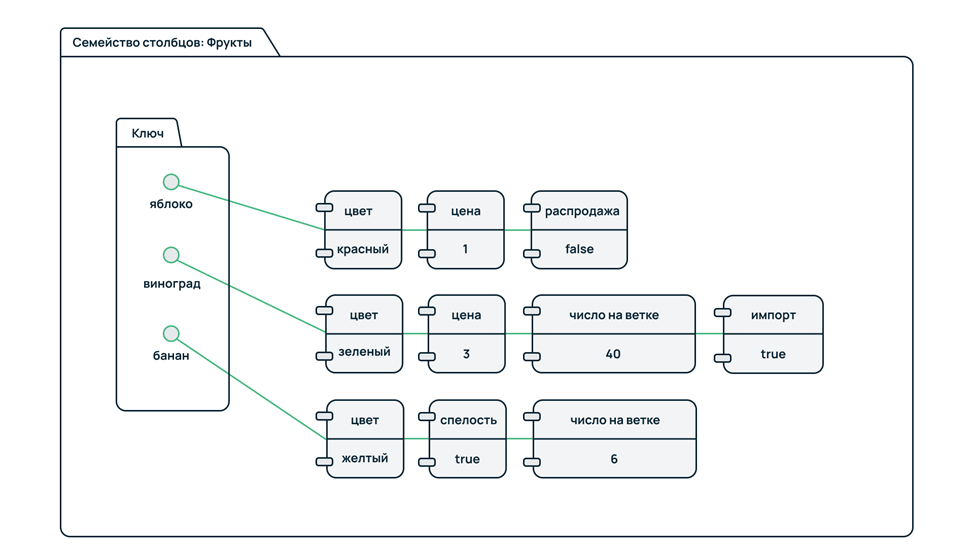 Семейство столбцов: Фрукты
Ключ
яблоко
цвет
красный
цена
1
распродажа
false
виноград
цвет
зеленый
цена
3
число на ветке
40
импорт
true
банан
цвет
желтый
спелость
true
число на ветке
6